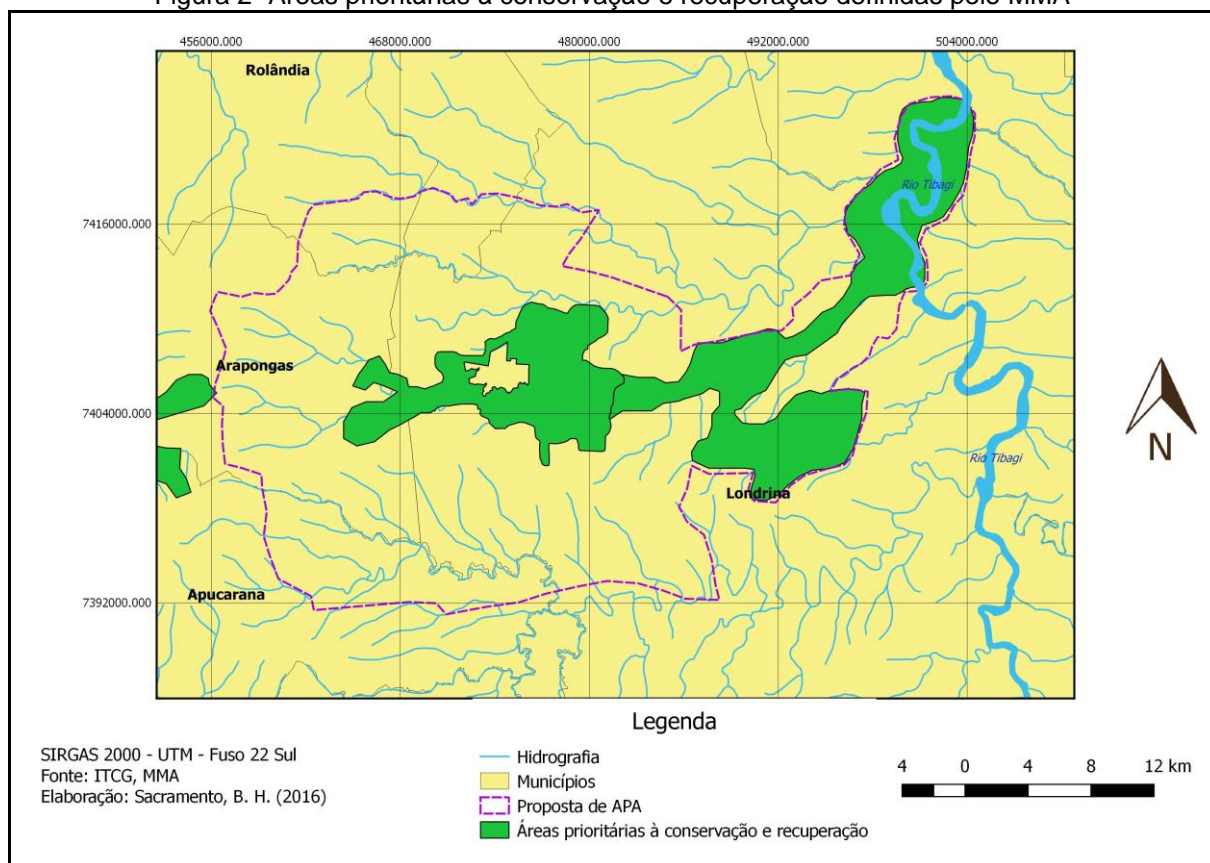 Figura 2- Áreas prioritárias à conservação e recuperação definidas pelo MMA
456000.000 468000.000 480000.000 492000.000 504000.000
Rolândia
Rio Tibagi
7416000.000
Arapongas
7404000.000
Rio Tibagi
Londrina
Apucarana
7392000.000
Legenda
SIRGAS 2000 - UTM - Fuso 22 Sul
Fonte: ITCG, MMA
Elaboração: Sacramento, B. H. (2016)
Hidrografia
Municípios
Proposta de APA
Áreas prioritárias à conservação e recuperação
4 0 4 8 12 km
N